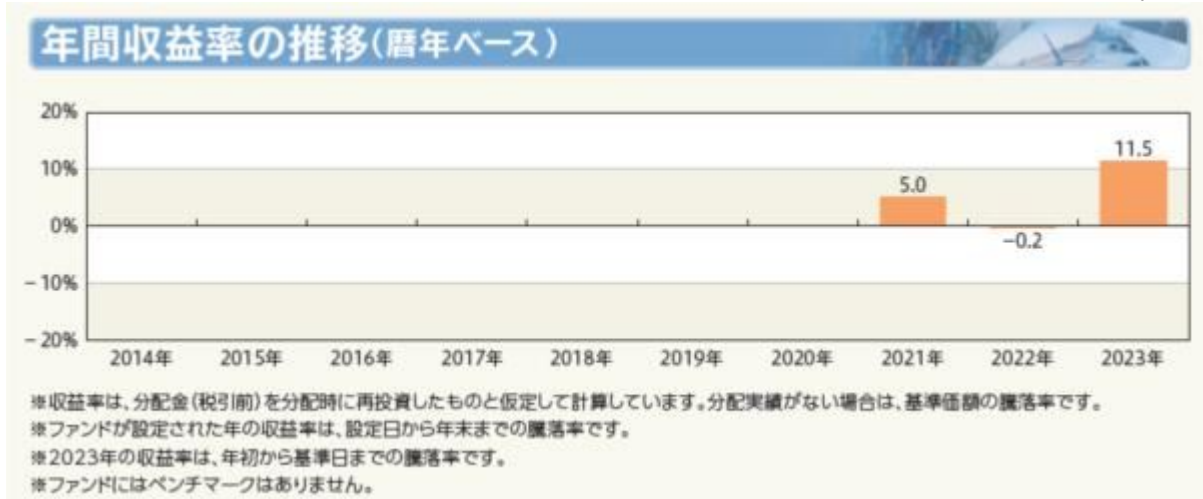 年間収益率の推移(暦年ベース)
20%
11.5
10%
5.0
0%
−0.2
−10%
−20%
2014年 2015年 2016年 2017年 2018年 2019年 2020年 2021年 2022年 2023年
※収益率は、分配金(税引前)を分配時に再投資したものと仮定して計算しています。分配実績がない場合は、基準価額の騰落率です。
※ファンドが設定された年の収益率は、設定日から年末までの騰落率です。
※2023年の収益率は、年初から基準日までの騰落率です。
※ファンドにはベンチマークはありません。